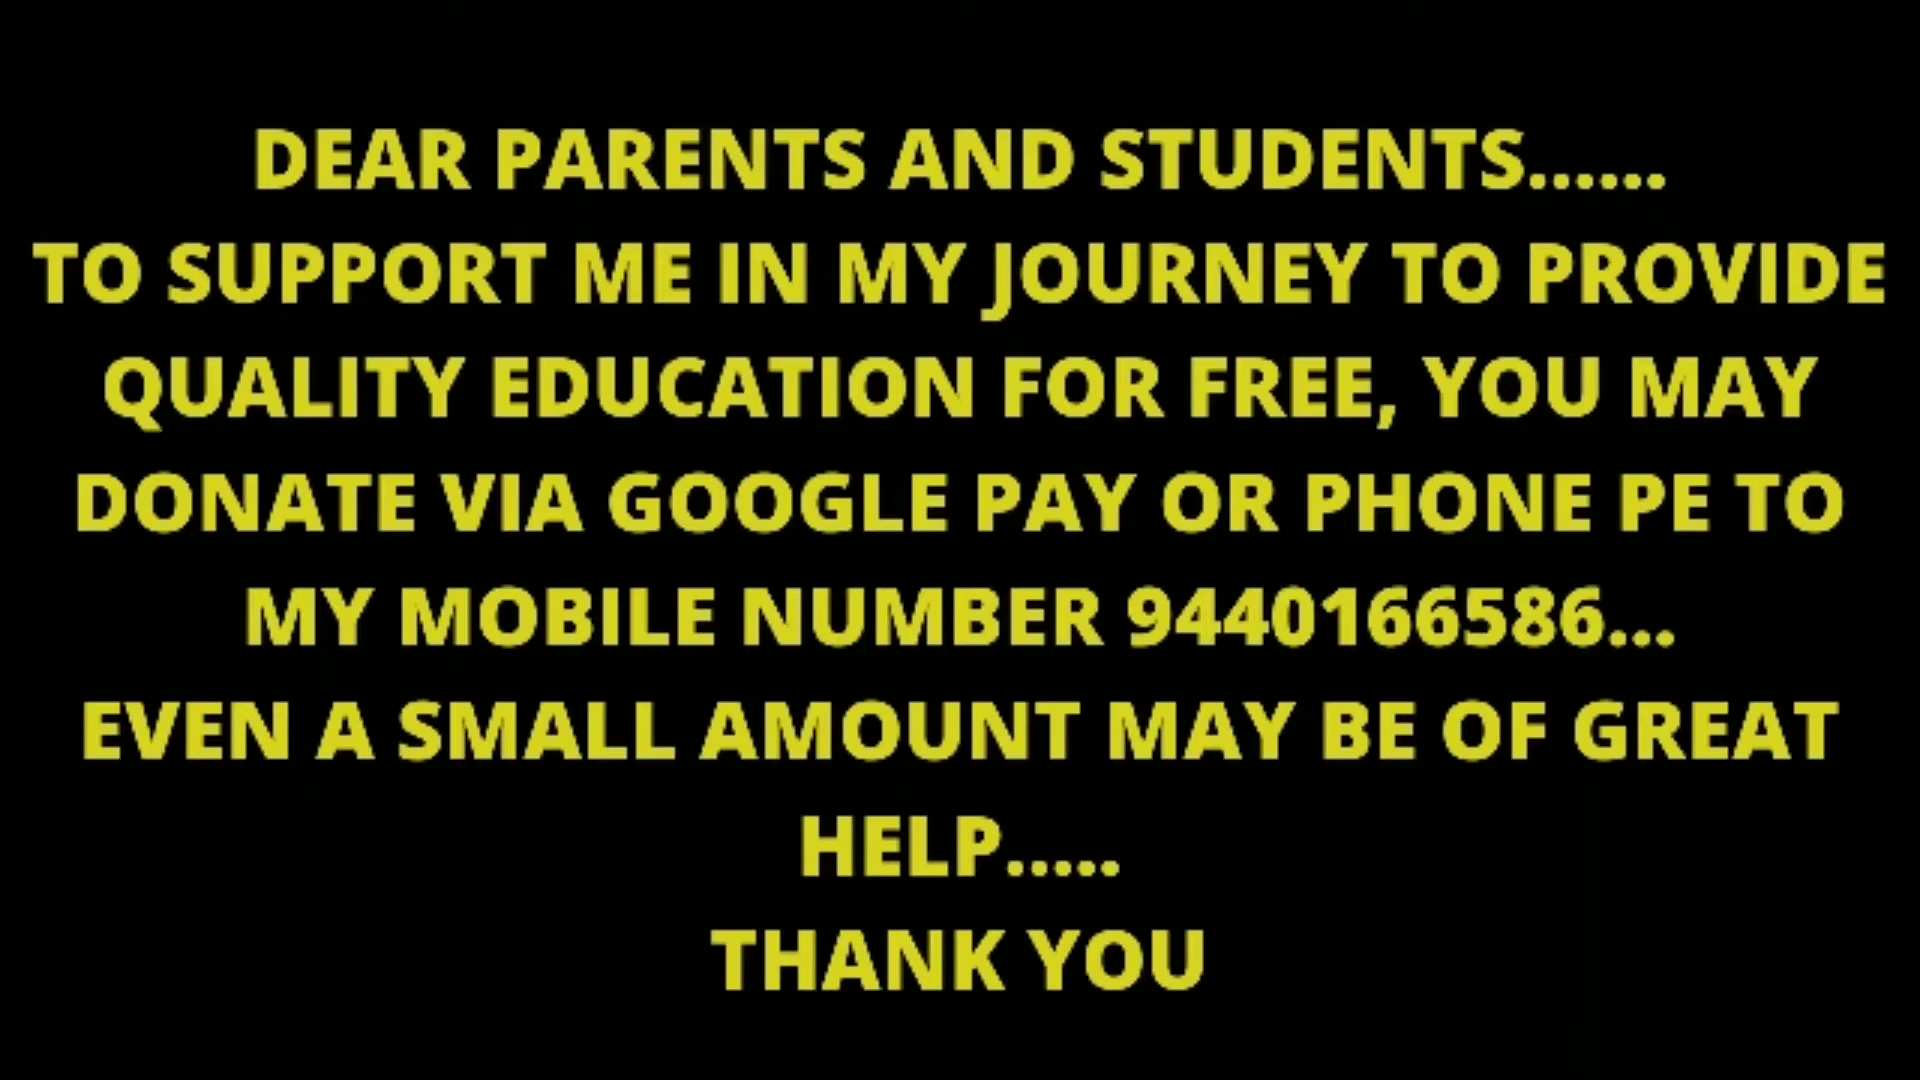 DEAR PARENTS AND STUDENTS......
TO SUPPORT ME IN MY JOURNEY TO PROVIDE
QUALITY EDUCATION FOR FREE, YOU MAY
DONATE VIA GOOGLE PAY OR PHONE PE TO
MY MOBILE NUMBER 9440166586...
EVEN A SMALL AMOUNT MAY BE OF GREAT
HELP.....
THANK YOU